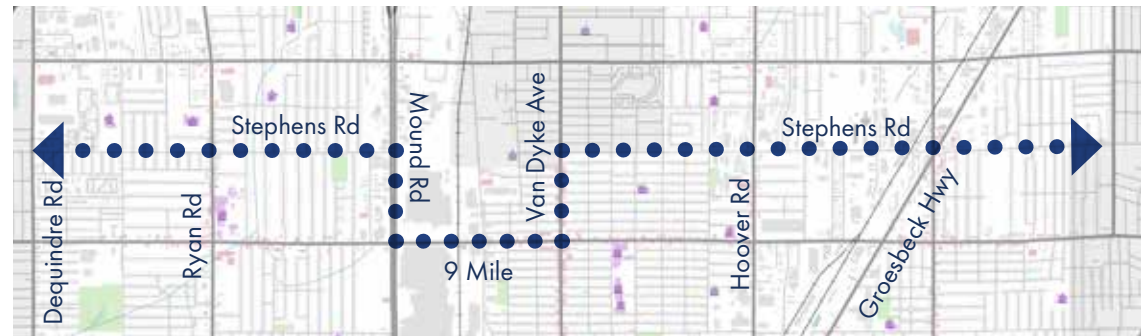 Stephens Rd
Mound Rd
Van Dyke Ave
Stephens Rd
Dequindre Rd
Ryan Rd
9 Mile
Hoover Rd
Groesbeck Hwy